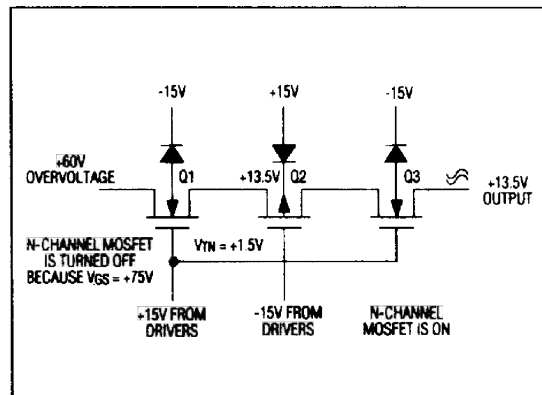 -15V
+15V
-15V
+60V
OVERVOLTAGE
Q1
+13.5V
Q2
Q3
+13.5V
OUTPUT
N-CHANNEL MOSFET
IS TURNED OFF
BECAUSE VGS = +75V
VTN = +1.5V
+15V FROM
DRIVERS
-15V FROM
DRIVERS
N-CHANNEL
MOSFET IS ON